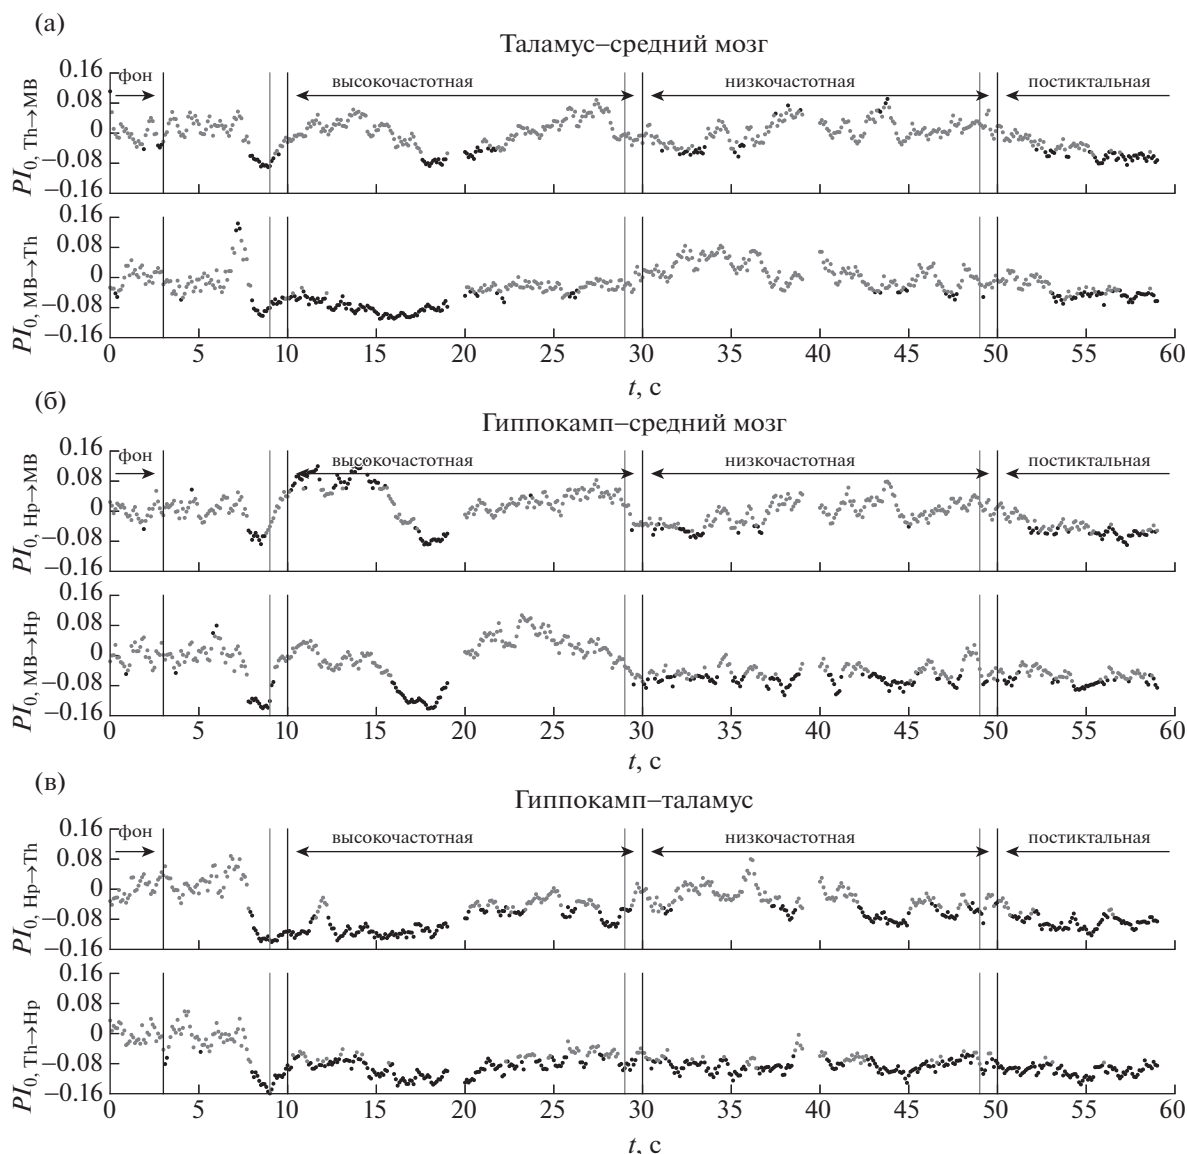 (а)
Таламус–средний мозг
фон высокочастотная низкочастотная постиктальная
PI0, Th→MB
0.16
0.08
0
–0.08
–0.16
PI0, MB→Th
0.16
0.08
0
–0.08
–0.16
0 5 10 15 20 25 30 35 40 45 50 55 60
t, с
(б)
Гиппокамп–средний мозг
фон высокочастотная низкочастотная постиктальная
PI0, Hp→MB
0.16
0.08
0
–0.08
–0.16
PI0, MB→Hp
0.16
0.08
0
–0.08
–0.16
0 5 10 15 20 25 30 35 40 45 50 55 60
t, с
(в)
Гиппокамп–таламус
фон высокочастотная низкочастотная постиктальная
PI0, Hp→Th
0.16
0.08
0
–0.08
–0.16
PI0, Th→Hp
0.16
0.08
0
–0.08
–0.16
0 5 10 15 20 25 30 35 40 45 50 55 60
t, с